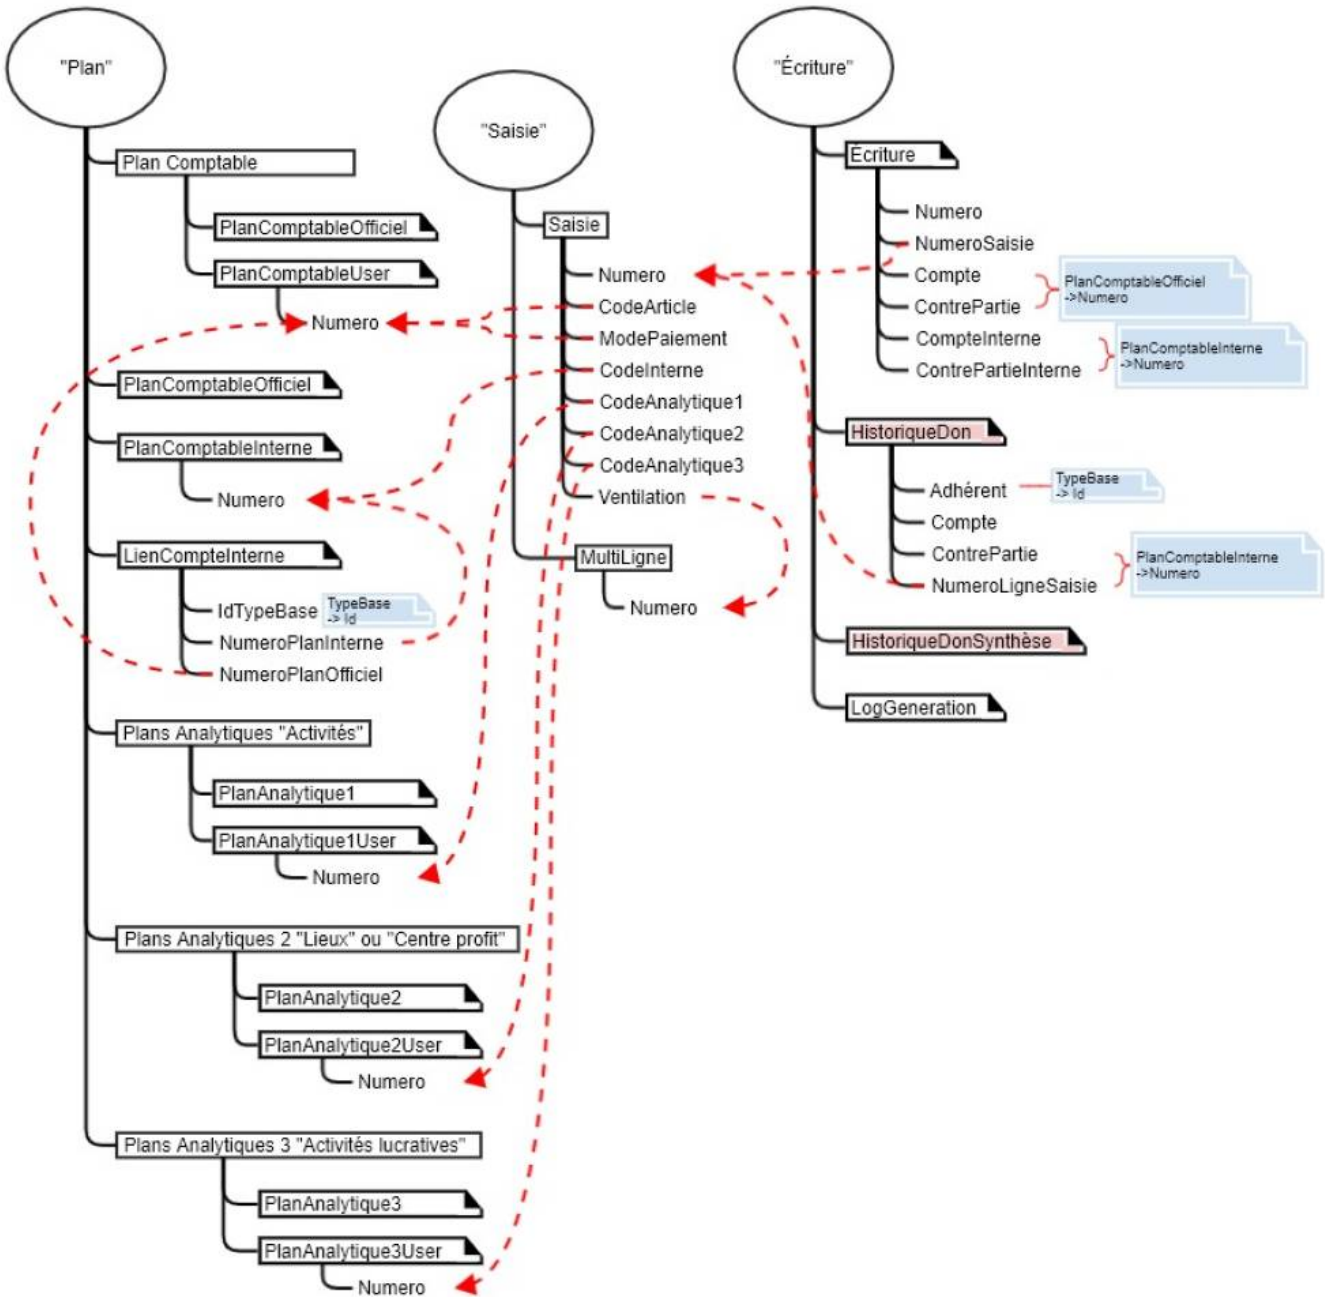 "Plan"
Plan Comptable
PlanComptableOfficiel
PlanComptableUser
Numero
PlanComptableOfficiel
PlanComptableInterne
Numero
LienCompteInterne
IdTypeBase
TypeBase
-> Id
NumeroPlanInterne
NumeroPlanOfficiel
Plans Analytiques "Activités"
PlanAnalytique1
PlanAnalytique1User
Numero
Plans Analytiques 2 "Lieux" ou "Centre profit"
PlanAnalytique2
PlanAnalytique2User
Numero
Plans Analytiques 3 "Activités lucratives"
PlanAnalytique3
PlanAnalytique3User
Numero
"Saisie"
Saisie
Numero
CodeArticle
ModePaiement
CodeInterne
CodeAnalytique1
CodeAnalytique2
CodeAnalytique3
Ventilation
MultiLigne
Numero
"Écriture"
Écriture
Numero
NumeroSaisie
Compte
ContrePartie
PlanComptableOfficiel
->Numero
CompteInterne
ContrePartieInterne
PlanComptableInterne
->Numero
HistoriqueDon
Adhérent
TypeBase
-> Id
Compte
ContrePartie
NumeroLigneSaisie
PlanComptableInterne
->Numero
HistoriqueDonSynthèse
LogGeneration